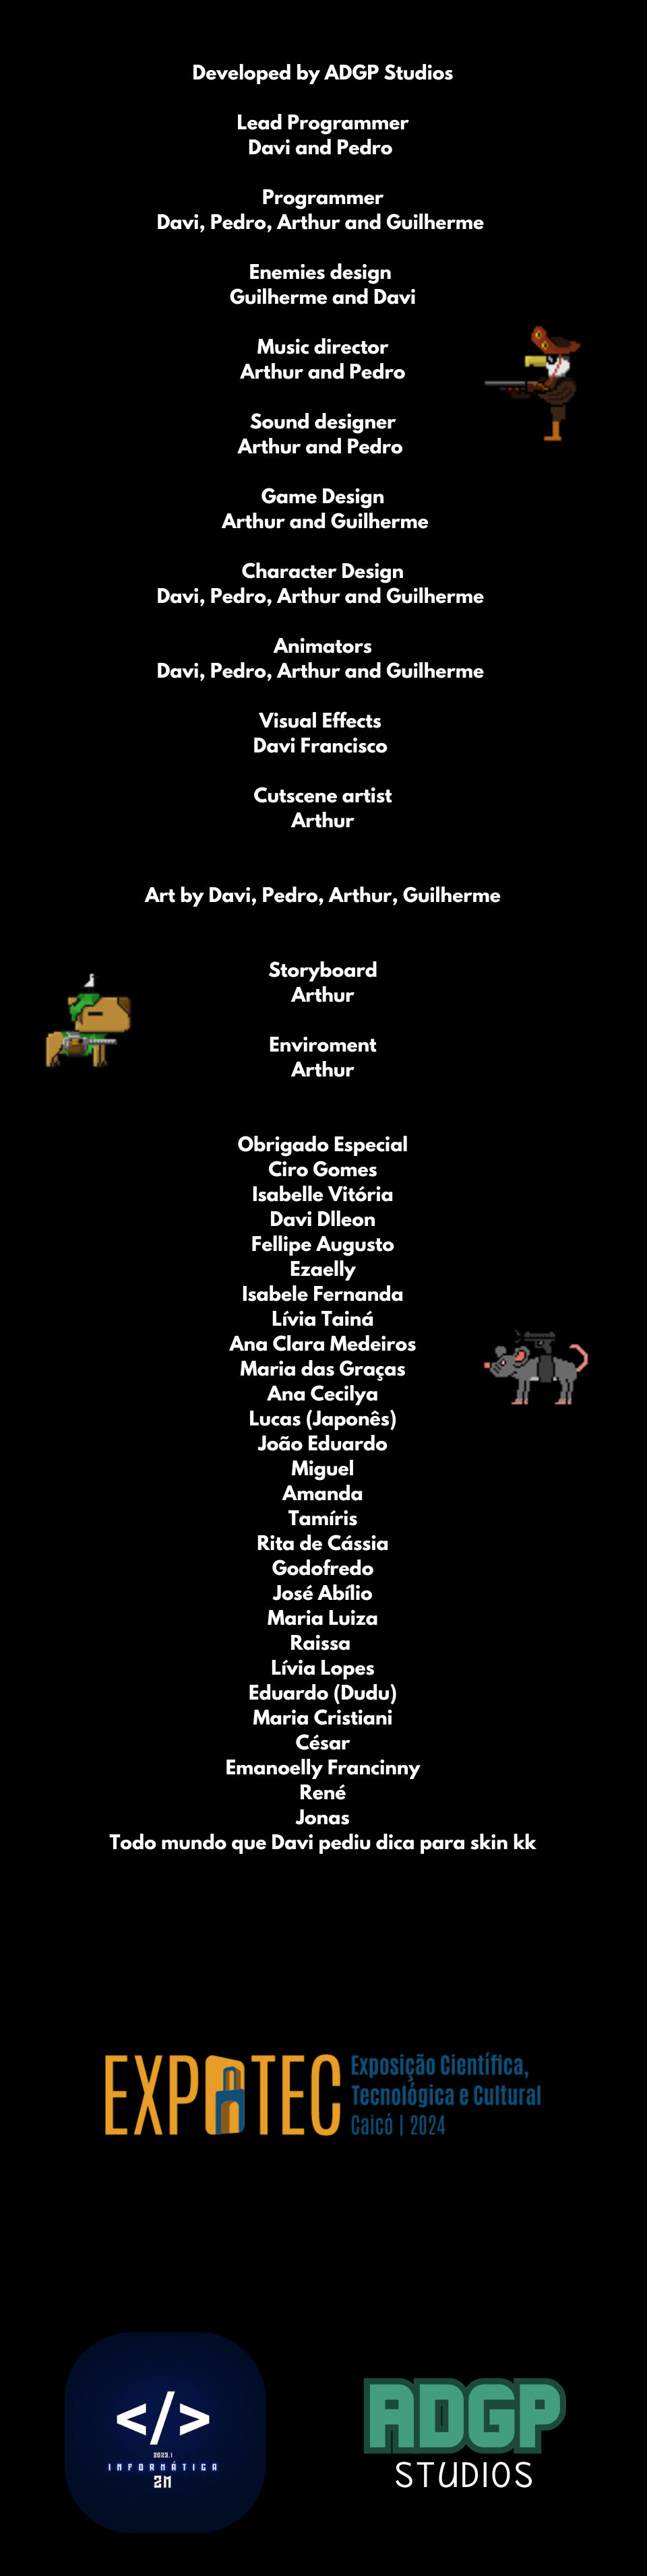 Developed by ADGP Studios
Lead Programmer
Davi and Pedro
Programmer
Davi, Pedro, Arthur and Guilherme
Enemies design
Guilherme and Davi
Music director
Arthur and Pedro
Sound designer
Arthur and Pedro
Game Design
Arthur and Guilherme
Character Design
Davi, Pedro, Arthur and Guilherme
Animators
Davi, Pedro, Arthur and Guilherme
Visual Effects
Davi Francisco
Cutscene artist
Arthur
Art by Davi, Pedro, Arthur, Guilherme
Storyboard
Arthur
Enviroment
Arthur
Obrigado Especial
Ciro Gomes
Isabelle Vitória
Davi Dlleon
Fellipe Augusto
Ezaelly
Isabele Fernanda
Lívia Tainá
Ana Clara Medeiros
Maria das Graças
Ana Cecilya
Lucas (Japonês)
João Eduardo
Miguel
Amanda
Tamíris
Rita de Cássia
Godofredo
José Abílio
Maria Luiza
Raissa
Lívia Lopes
Eduardo (Dudu)
Maria Cristiani
César
Emanoelly Francinny
René
Jonas
Todo mundo que Davi pediu dica para skin kk
EXPOTEC
Exposição Científica,
Tecnológica e Cultural
Caicó | 2024
</>
2023.1
INFORMÁTICA
2M
ADGP
STUDIOS